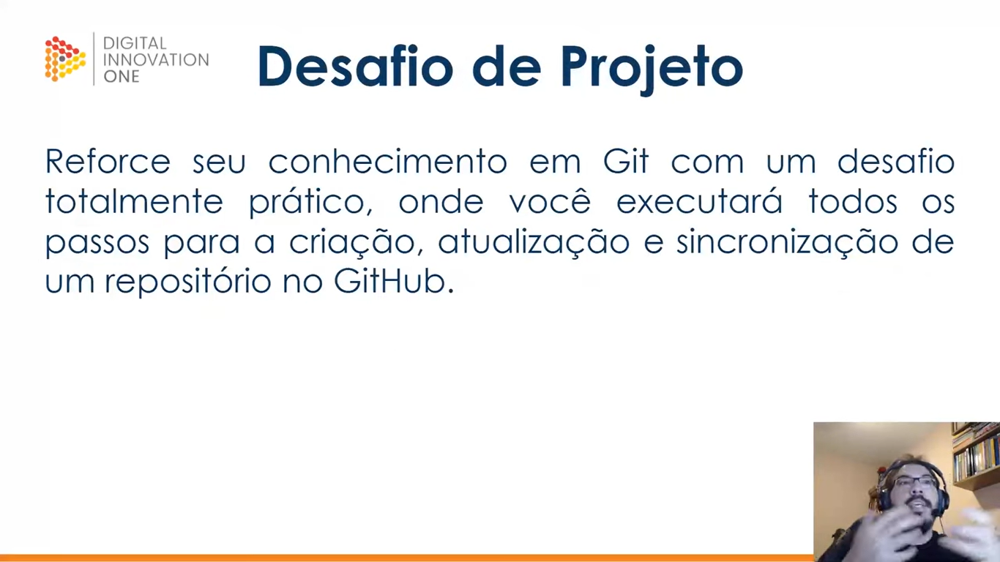 DIGITAL
INNOVATION
ONE
Desafio de Projeto
Reforce seu conhecimento em Git com um desafio
totalmente prático, onde você executará todos os
passos para a criação, atualização e sincronização de
um repositório no GitHub.